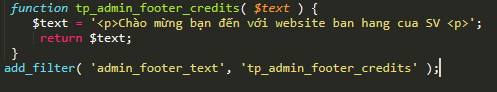 function tp_admin_footer_credits( $text ) {
$text = '<p>Chào mừng bạn đến với website ban hang cua SV <p>';
return $text;
}
add_filter( 'admin_footer_text', 'tp_admin_footer_credits' );